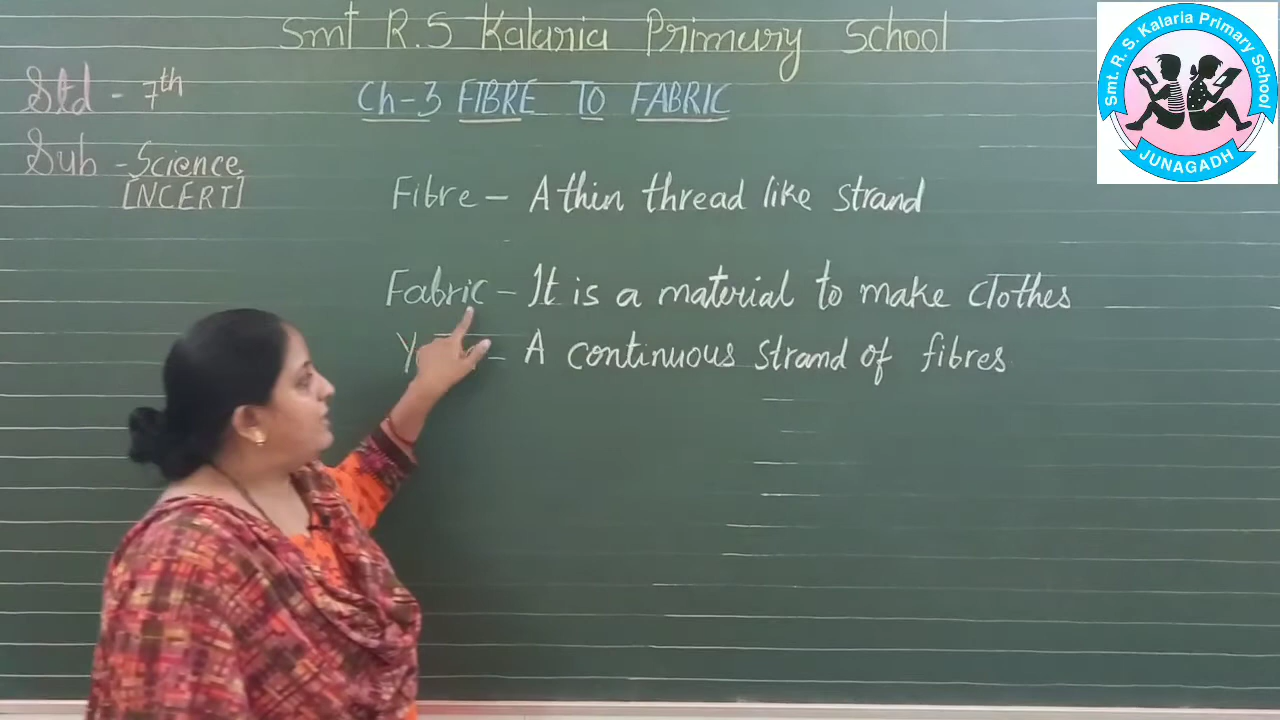 Smt R.S Kalaria Primary School
Std - 7th
Ch-3 FIBRE TO FABRIC
Sub - Science
[NCERT]
Fibre - A thin thread like strand
Fabric - It is a material to make clothes
- A continuous strand of fibres
Smt. R. S. Kalaria Primary School
JUNAGADH